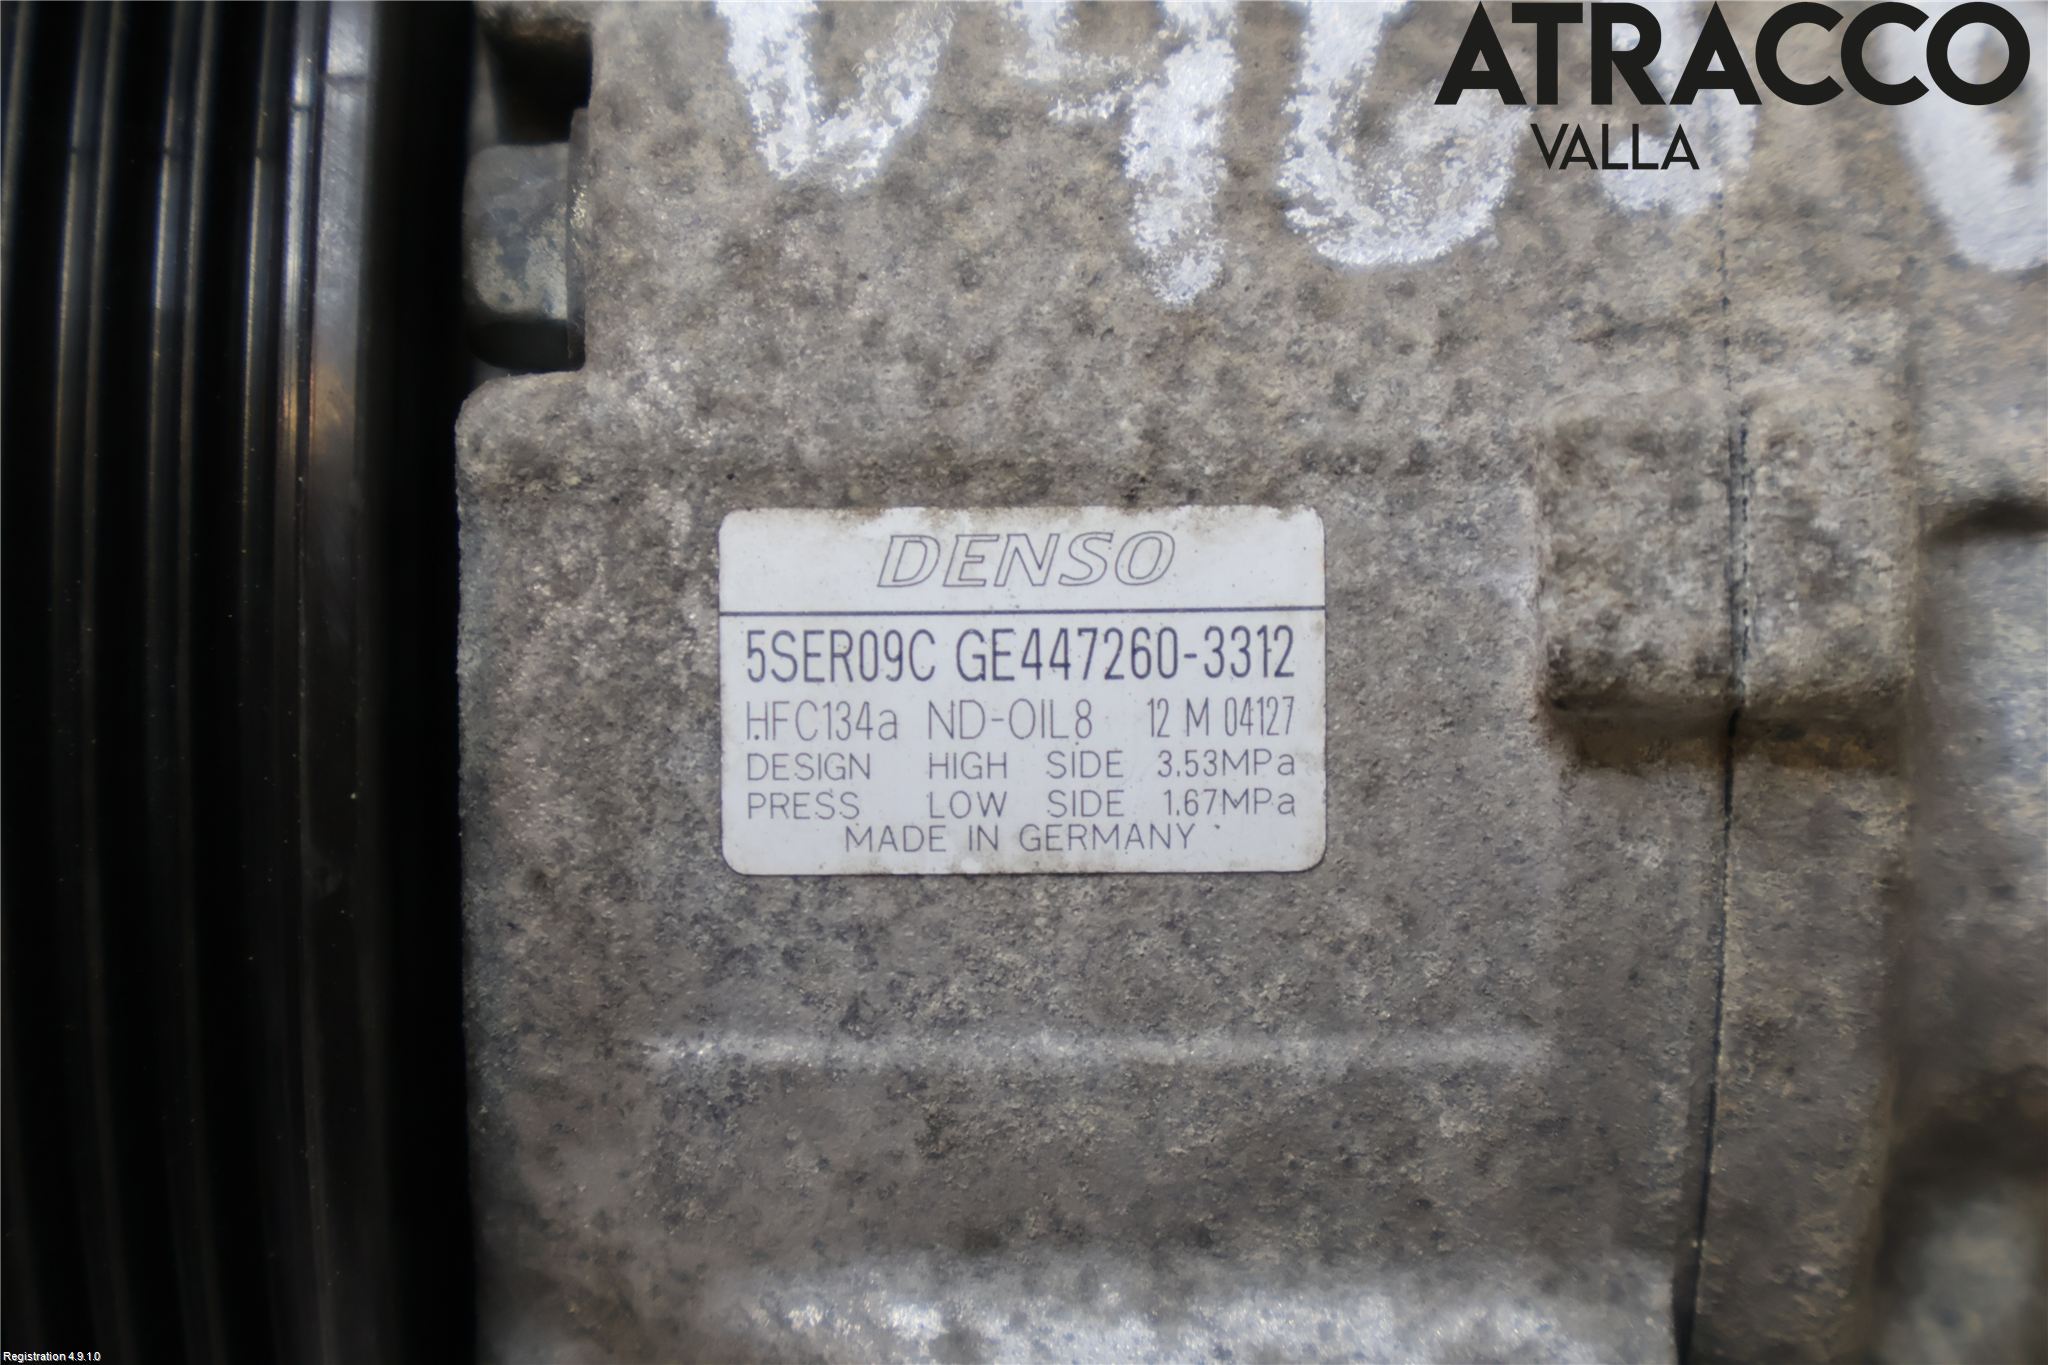 ATRACCO
VALLA
DENSO
5SER09C GE447260-3312
HFC134a ND-OIL8 12 M 04127
DESIGN HIGH SIDE 3.53MPa
PRESS LOW SIDE 1.67MPa
MADE IN GERMANY
Registration 4.9.1.0